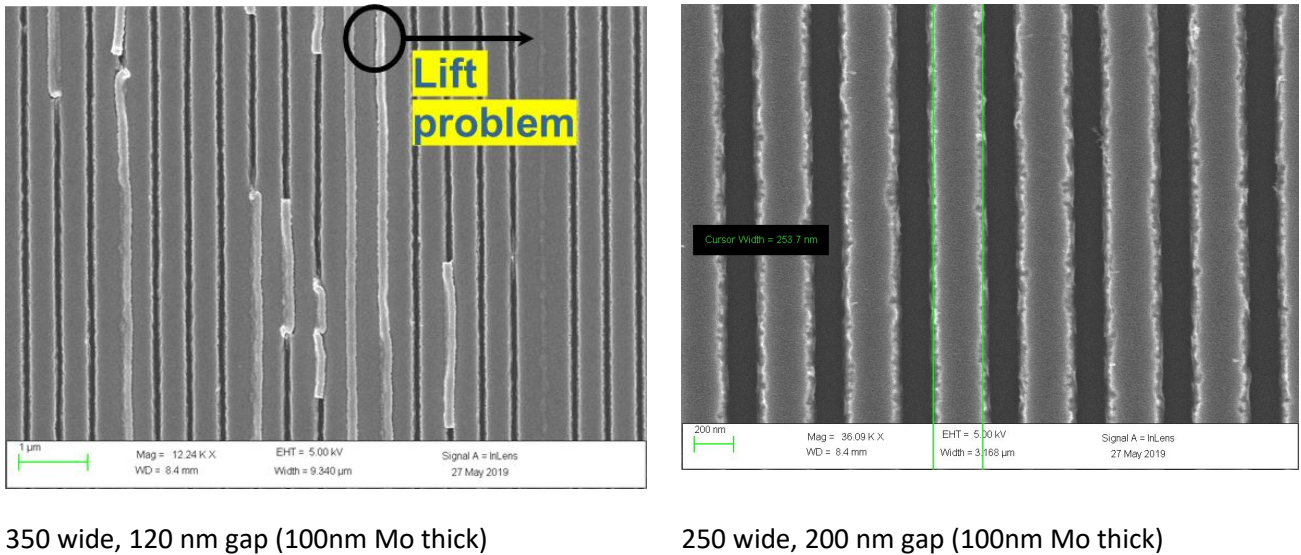 Lift
problem
1 µm
Mag = 12.24 K X
EHT = 5.00 kV
Signal A = InLens
WD = 8.4 mm
Width = 9.340 µm
27 May 2019
Cursor Width = 253.7 nm
200 nm
Mag = 36.09 K X
EHT = 5.00 kV
Signal A = InLens
WD = 8.4 mm
Width = 3.168 µm
27 May 2019
350 wide, 120 nm gap (100nm Mo thick)
250 wide, 200 nm gap (100nm Mo thick)